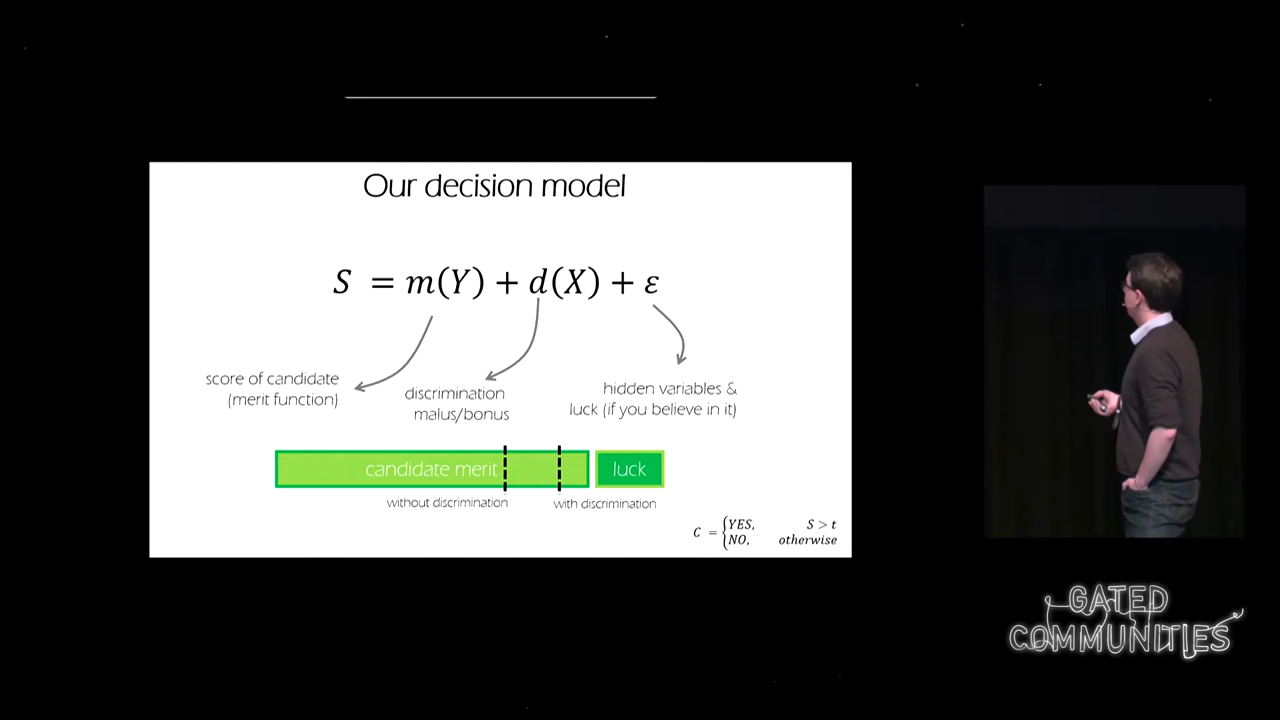 Our decision model
S = m(Y) + d(X) + ε
score of candidate
(merit function)
discrimination
malus/bonus
hidden variables &
luck (if you believe in it)
candidate merit
luck
without discrimination
with discrimination
C = {YES, S > t
NO, otherwise
GATED
COMMUNITIES